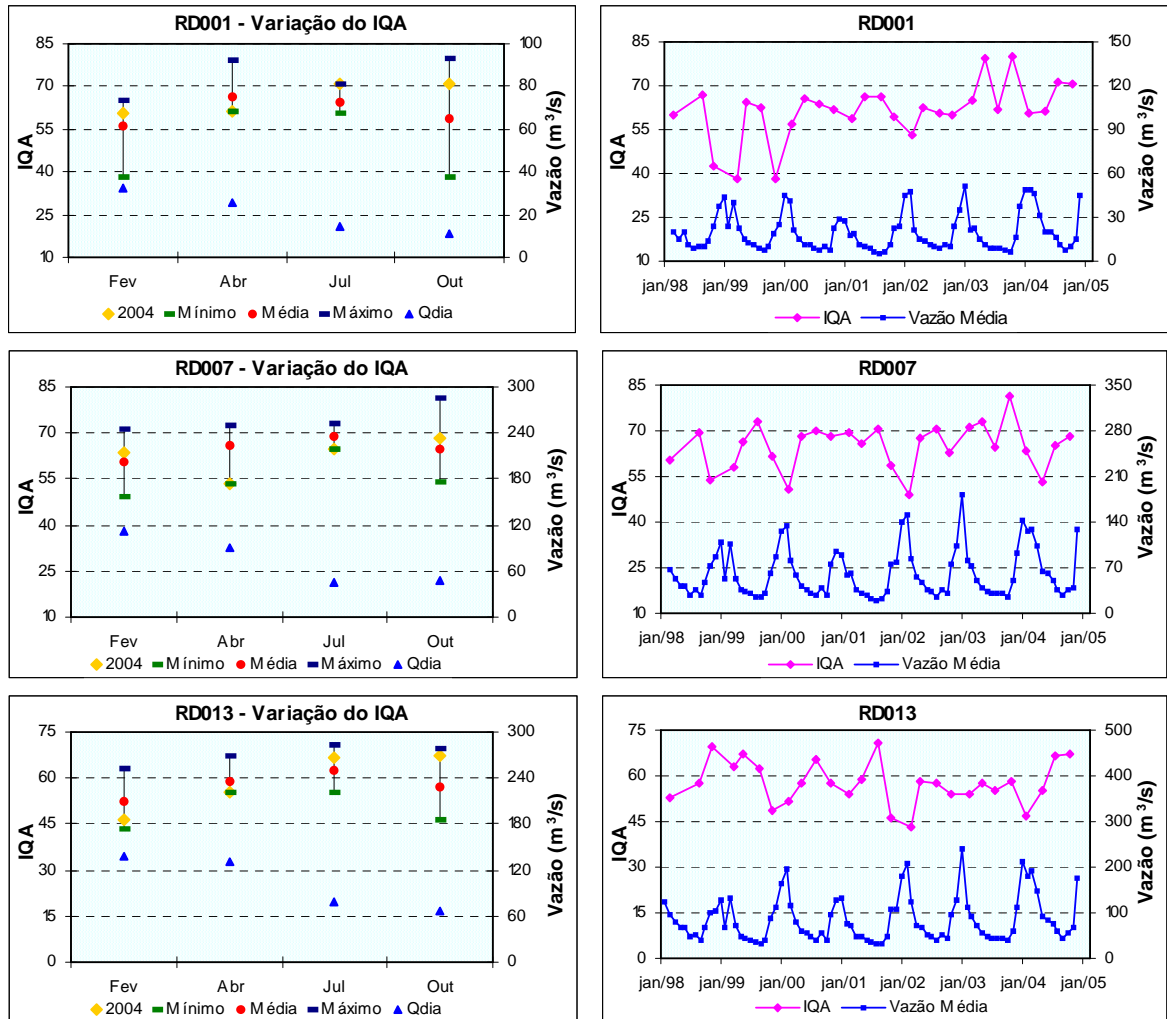 RD001 - Variação do IQA
85
70
55
40
25
10
IQA
100
80
60
40
20
0
Vazão (m³/s)
Fev Abr Jul Out
2004 Mínimo Média Máximo Qdia
RD001
85
70
55
40
25
10
IQA
150
120
90
60
30
0
Vazão (m³/s)
jan/98 jan/99 jan/00 jan/01 jan/02 jan/03 jan/04 jan/05
IQA Vazão Média
RD007 - Variação do IQA
85
70
55
40
25
10
IQA
300
240
180
120
60
0
Vazão (m³/s)
Fev Abr Jul Out
2004 Mínimo Média Máximo Qdia
RD007
85
70
55
40
25
10
IQA
350
280
210
140
70
0
Vazão (m³/s)
jan/98 jan/99 jan/00 jan/01 jan/02 jan/03 jan/04 jan/05
IQA Vazão Média
RD013 - Variação do IQA
75
60
45
30
15
0
IQA
300
240
180
120
60
0
Vazão (m³/s)
Fev Abr Jul Out
2004 Mínimo Média Máximo Qdia
RD013
75
60
45
30
15
0
IQA
500
400
300
200
100
0
Vazão (m³/s)
jan/98 jan/99 jan/00 jan/01 jan/02 jan/03 jan/04 jan/05
IQA Vazão Média